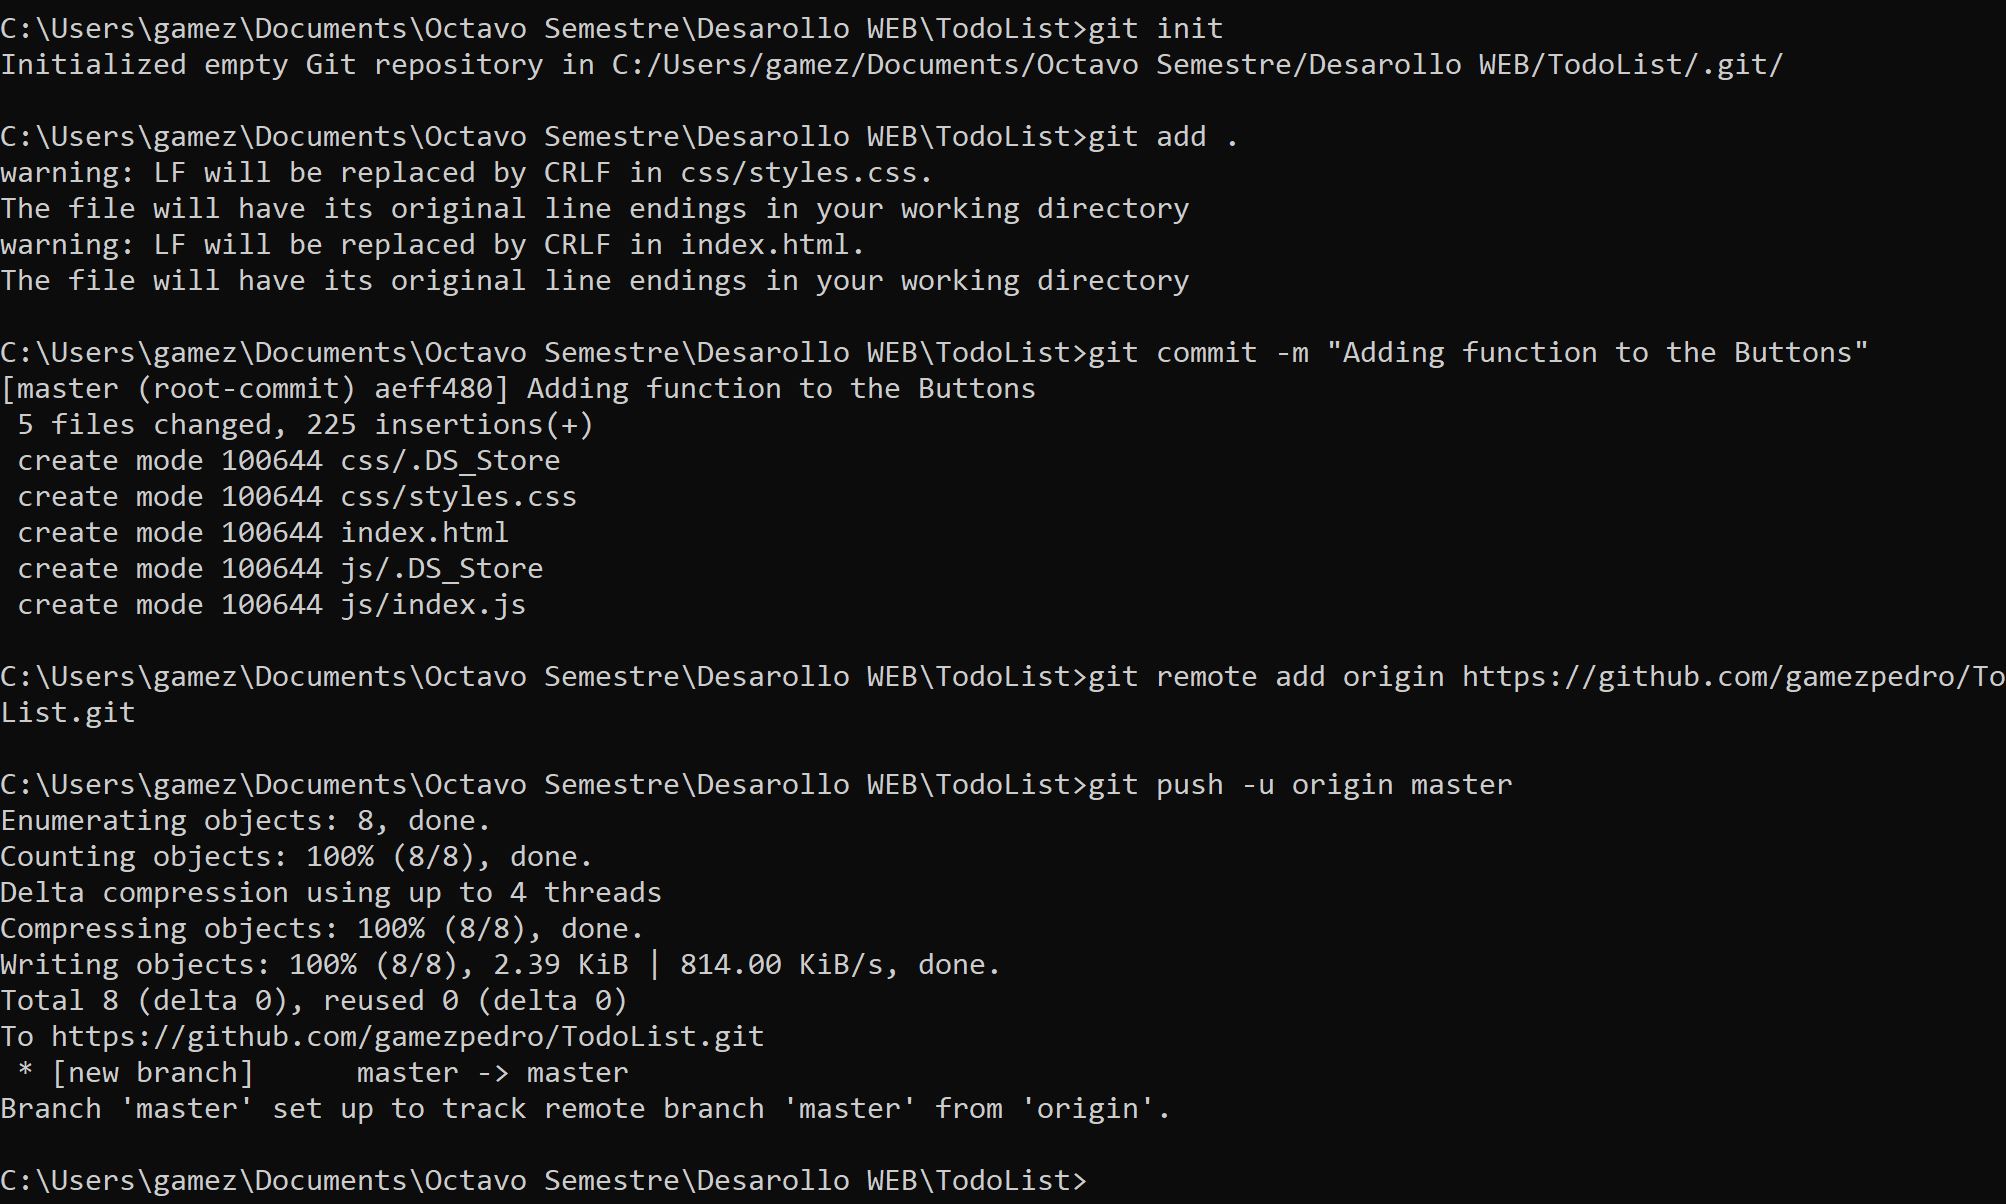 C:\Users\gamez\Documents\Octavo Semestre\Desarollo WEB\TodoList>git init
Initialized empty Git repository in C:/Users/gamez/Documents/Octavo Semestre/Desarollo WEB/TodoList/.git/
C:\Users\gamez\Documents\Octavo Semestre\Desarollo WEB\TodoList>git add .
warning: LF will be replaced by CRLF in css/styles.css.
The file will have its original line endings in your working directory
warning: LF will be replaced by CRLF in index.html.
The file will have its original line endings in your working directory
C:\Users\gamez\Documents\Octavo Semestre\Desarollo WEB\TodoList>git commit -m "Adding function to the Buttons"
[master (root-commit) aeff480] Adding function to the Buttons
 5 files changed, 225 insertions(+)
 create mode 100644 css/.DS_Store
 create mode 100644 css/styles.css
 create mode 100644 index.html
 create mode 100644 js/.DS_Store
 create mode 100644 js/index.js
C:\Users\gamez\Documents\Octavo Semestre\Desarollo WEB\TodoList>git remote add origin https://github.com/gamezpedro/To
List.git
C:\Users\gamez\Documents\Octavo Semestre\Desarollo WEB\TodoList>git push -u origin master
Enumerating objects: 8, done.
Counting objects: 100% (8/8), done.
Delta compression using up to 4 threads
Compressing objects: 100% (8/8), done.
Writing objects: 100% (8/8), 2.39 KiB | 814.00 KiB/s, done.
Total 8 (delta 0), reused 0 (delta 0)
To https://github.com/gamezpedro/TodoList.git
 * [new branch]      master -> master
Branch 'master' set up to track remote branch 'master' from 'origin'.
C:\Users\gamez\Documents\Octavo Semestre\Desarollo WEB\TodoList>